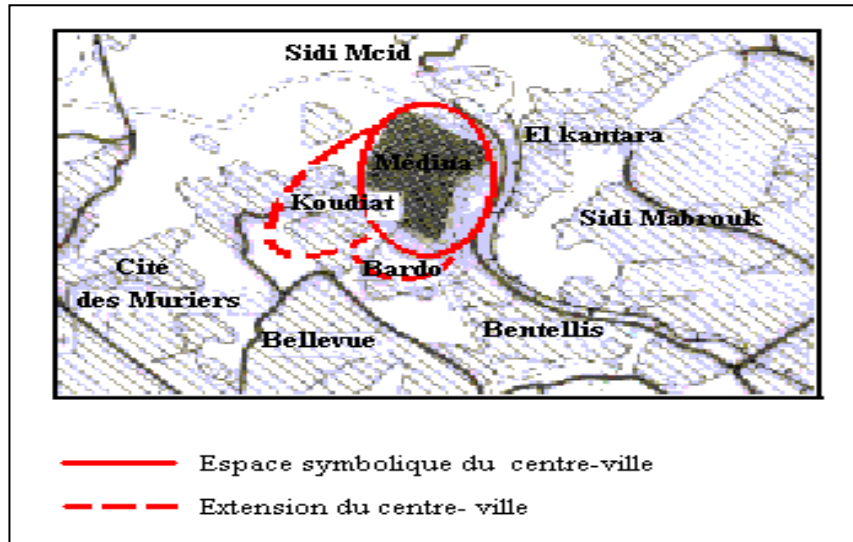 Sidi Mcid
El kantara
Médina
Koudiat
Sidi Mabrouk
Cité
des Muriers
Bardo
Bellevue
Bentellis
Espace symbolique du centre-ville
Extension du centre- ville